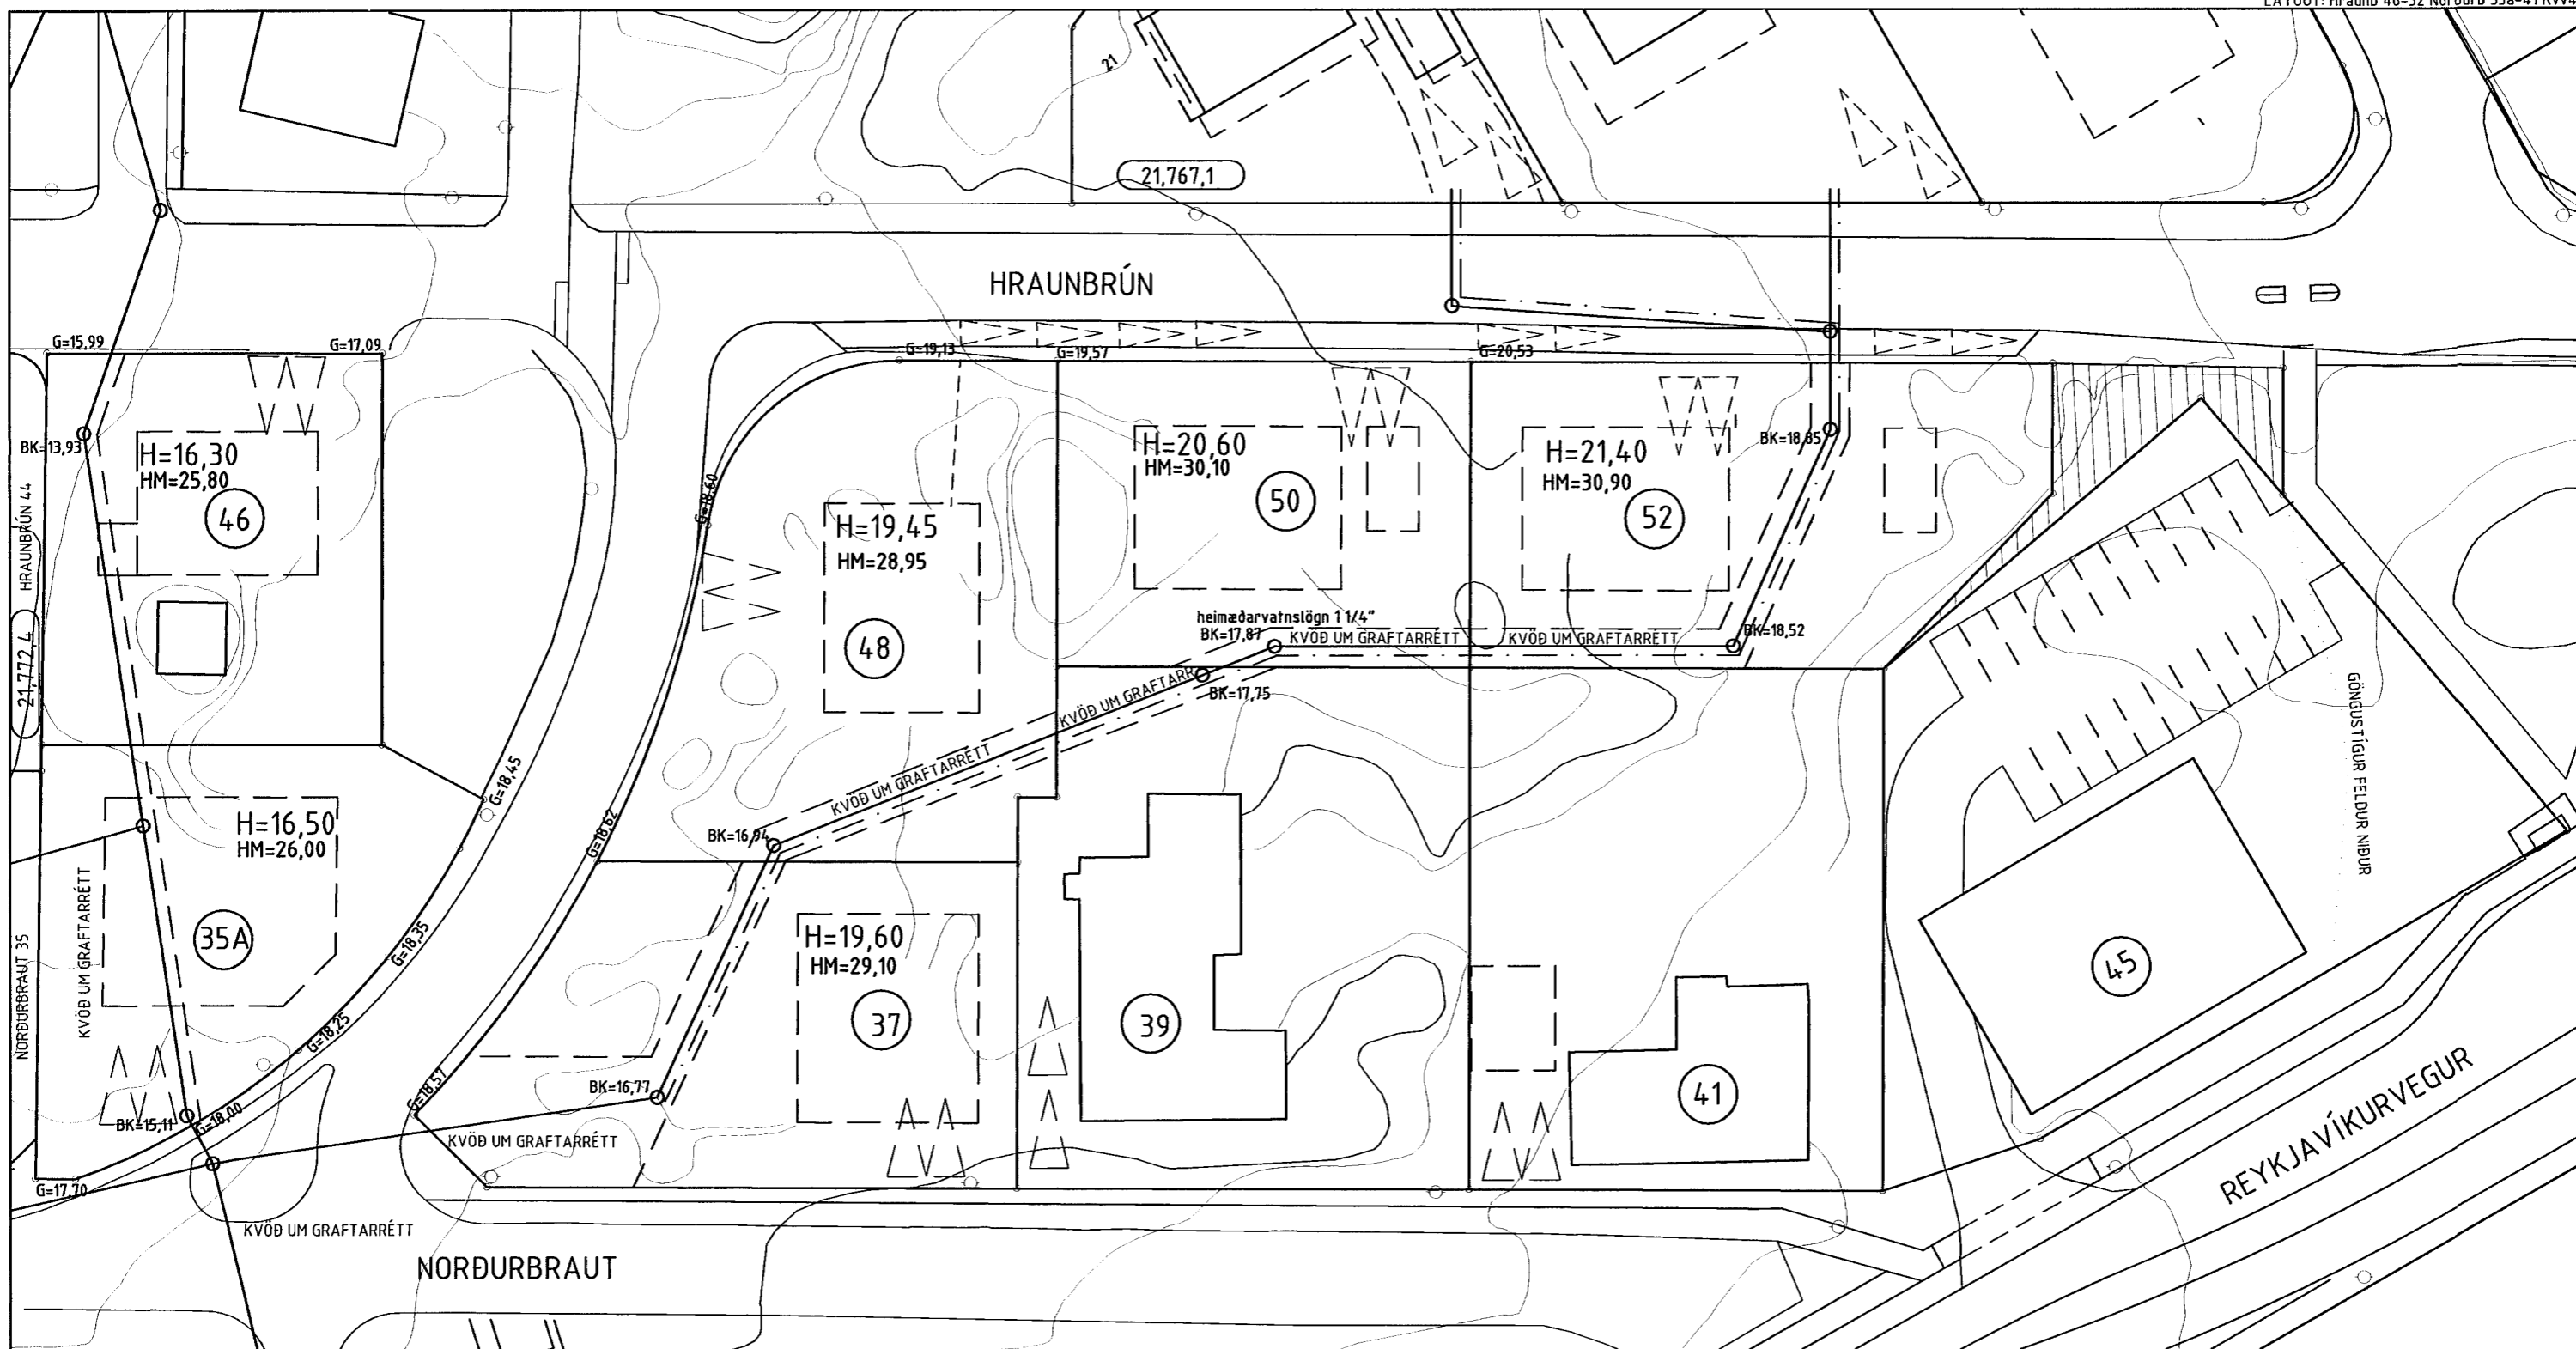 21
21,767,1
HRAUNBRÚN
G=15,99
G=17,09
G=19,13
G=19,57
G=20,53
BK=13,93
H=16,30
HM=25,80
46
HRAUNBRÚN 44
21,772,4
G=18,60
H=19,45
HM=28,95
48
H=20,60
HM=30,10
50
H=21,40
HM=30,90
52
BK=18,85
heimæðarvatnslögn 1 1/4"
BK=17,87
KVÖÐ UM GRAFTARRÉTT
KVÖÐ UM GRAFTARRÉTT
BK=18,52
KVÖÐ UM GRAFTARR
BK=17,75
KVÖÐ UM GRAFTARRÉTT
BK=16,94
G=18,45
G=18,62
GÖNGUSTÍGUR FELDUR NIÐUR
H=16,50
HM=26,00
35A
KVÖÐ UM GRAFTARRÉTT
NORÐURBRAUT 35
G=18,35
G=18,25
G=18,57
G=18,00
BK=15,11
G=17,70
H=19,60
HM=29,10
37
BK=16,77
KVÖÐ UM GRAFTARRÉTT
39
41
45
KVÖÐ UM GRAFTARRÉTT
NORÐURBRAUT
REYKJAVÍKURVEGUR